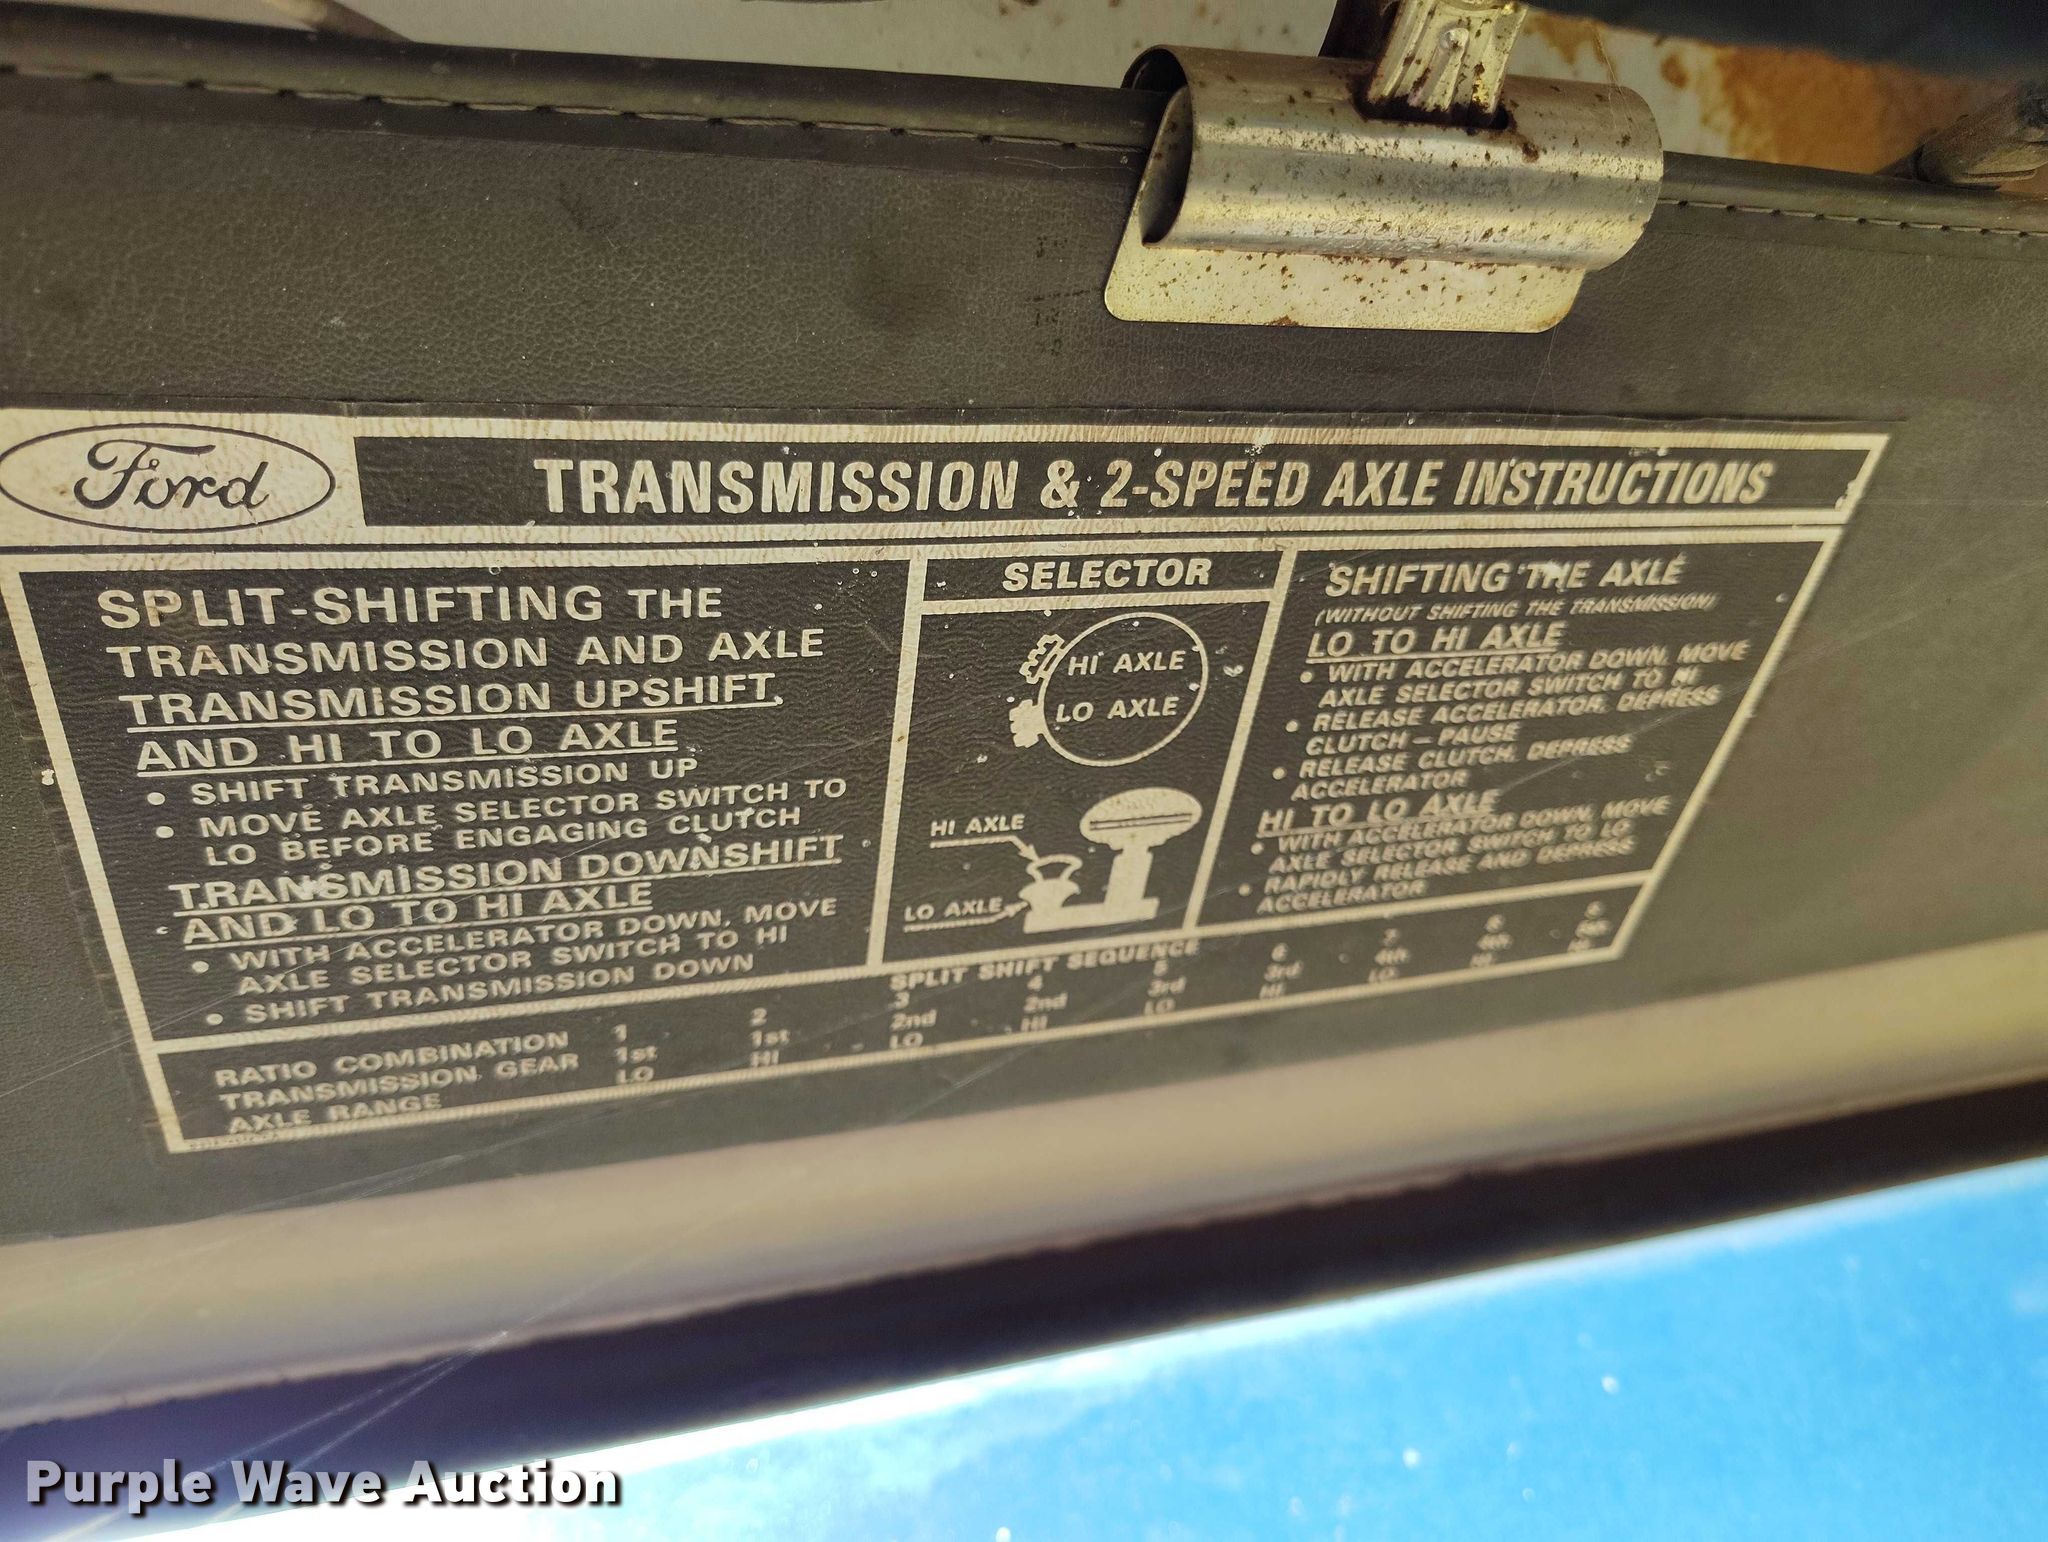 Ford
TRANSMISSION & 2-SPEED AXLE INSTRUCTIONS
SPLIT-SHIFTING THE
TRANSMISSION AND AXLE
TRANSMISSION UPSHIFT
AND HI TO LO AXLE
• SHIFT TRANSMISSION UP
• MOVE AXLE SELECTOR SWITCH TO
LO BEFORE ENGAGING CLUTCH
TRANSMISSION DOWNSHIFT
AND LO TO HI AXLE
• WITH ACCELERATOR DOWN, MOVE
AXLE SELECTOR SWITCH TO HI
• SHIFT TRANSMISSION DOWN
SELECTOR
HI AXLE
LO AXLE
HI AXLE
LO AXLE
SHIFTING THE AXLE
(WITHOUT SHIFTING THE TRANSMISSION)
LO TO HI AXLE
• WITH ACCELERATOR DOWN, MOVE
AXLE SELECTOR SWITCH TO HI
• RELEASE ACCELERATOR, DEPRESS
CLUTCH – PAUSE
• RELEASE CLUTCH, DEPRESS
ACCELERATOR
HI TO LO AXLE
• WITH ACCELERATOR DOWN, MOVE
AXLE SELECTOR SWITCH TO LO
• RAPIDLY RELEASE AND DEPRESS
ACCELERATOR
SPLIT SHIFT SEQUENCE
RATIO COMBINATION 1 2 3 4 5 6 7
TRANSMISSION GEAR 1st 1st 2nd 2nd 3rd 3rd 4th 4th
AXLE RANGE LO HI LO HI LO HI LO
Purple Wave Auction